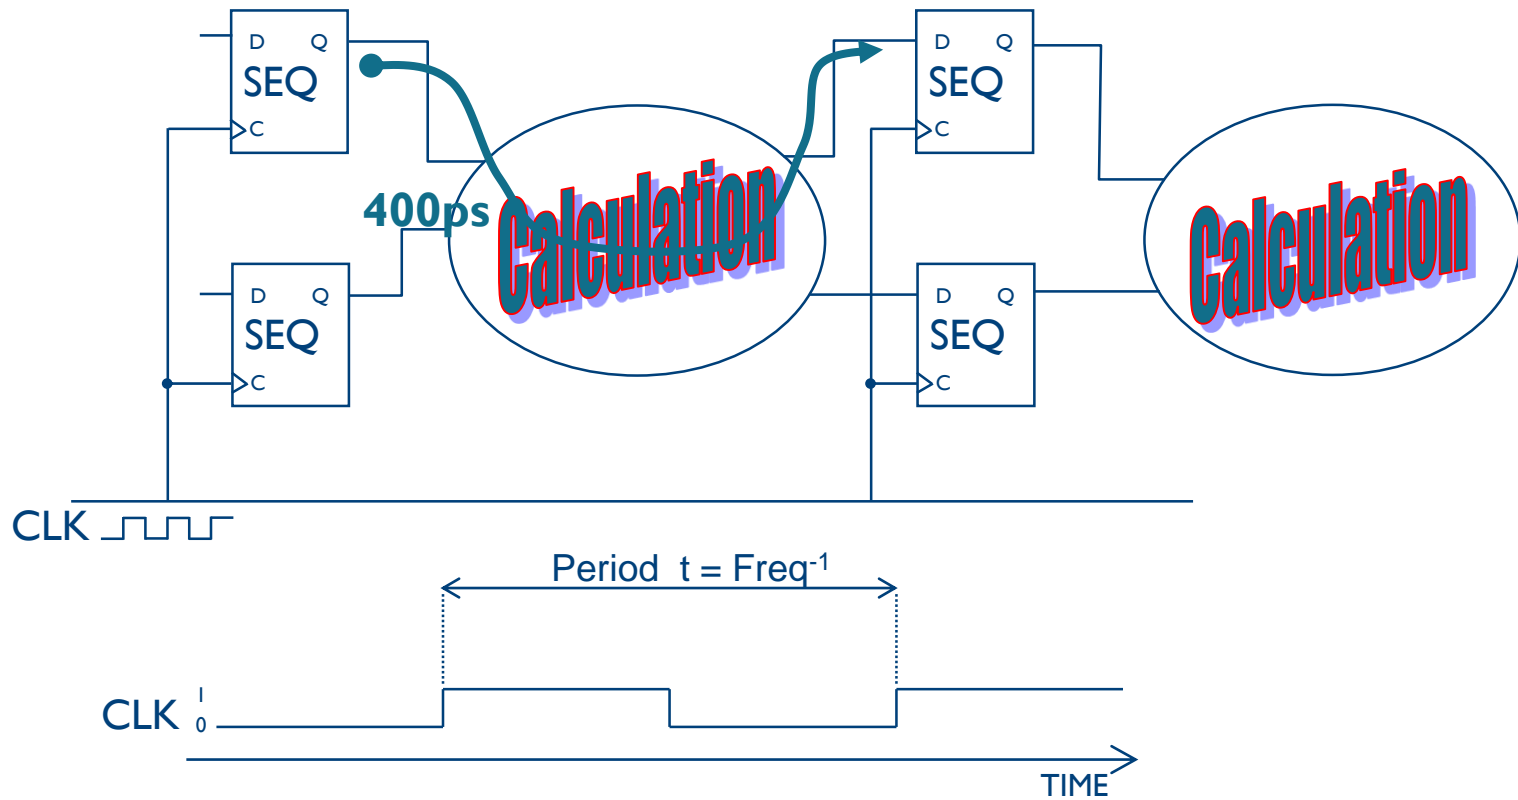 D Q
SEQ
C
D Q
SEQ
C
400ps
Calculation
Calculation
D Q
SEQ
C
D Q
SEQ
C
CLK
Period t = Freq-1
CLK
1
0
TIME